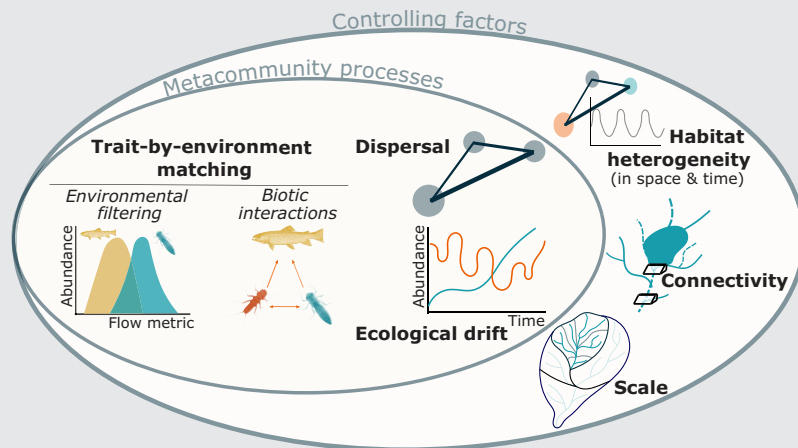 Controlling factors
Metacommunity processes
Trait-by-environment
matching
Environmental
filtering
Abundance
Flow metric
Biotic
interactions
Dispersal
Abundance
Time
Ecological drift
Habitat
heterogeneity
(in space & time)
Connectivity
Scale